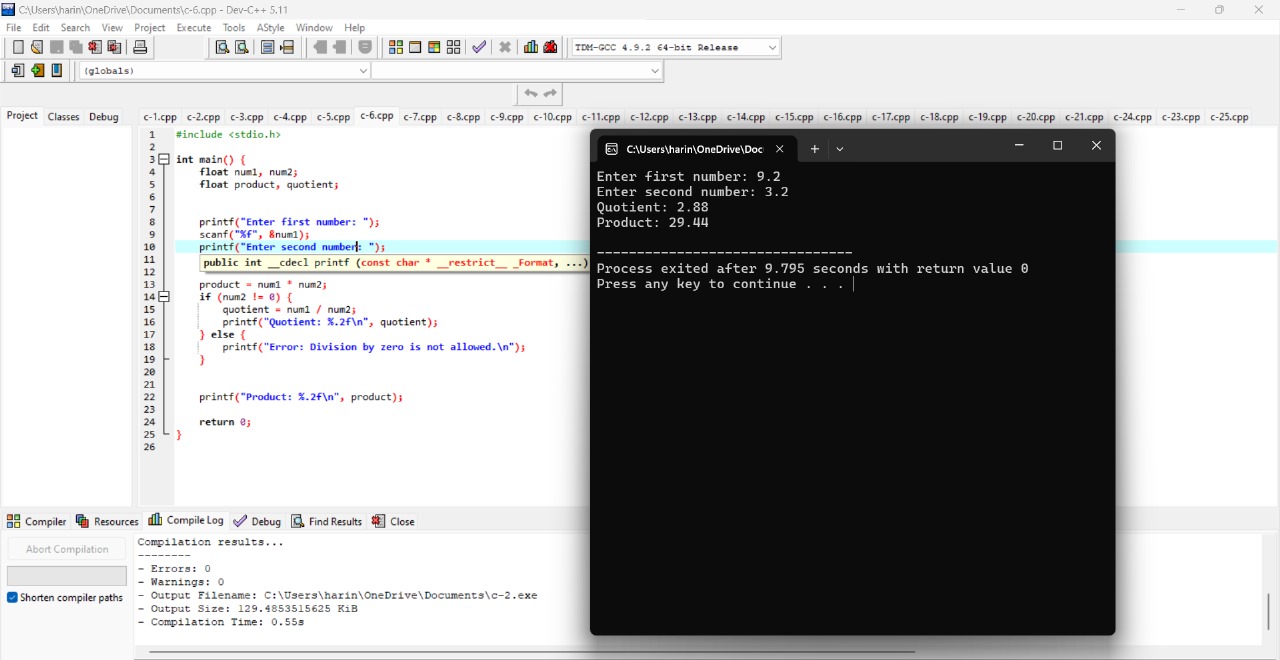 C:\Users\harin\OneDrive\Documents\c-6.cpp - Dev-C++ 5.11
File Edit Search View Project Execute Tools AStyle Window Help
TDM-GCC 4.9.2 64-bit Release
(globals)
Project Classes Debug
c-1.cpp c-2.cpp c-3.cpp c-4.cpp c-5.cpp c-6.cpp c-7.cpp c-8.cpp c-9.cpp c-10.cpp c-11.cpp c-12.cpp c-13.cpp c-14.cpp c-15.cpp c-16.cpp c-17.cpp c-18.cpp c-19.cpp c-20.cpp c-21.cpp c-24.cpp c-23.cpp c-25.cpp
1 #include <stdio.h>
2
3 int main() {
4 float num1, num2;
5 float product, quotient;
6
7
8 printf("Enter first number: ");
9 scanf("%f", &num1);
10 printf("Enter second number: ");
11 public int __cdecl printf (const char * __restrict__ _Format, ...)
12
13 product = num1 * num2;
14 if (num2 != 0) {
15 quotient = num1 / num2;
16 printf("Quotient: %.2f\n", quotient);
17 } else {
18 printf("Error: Division by zero is not allowed.\n");
19 }
20
21
22 printf("Product: %.2f\n", product);
23
24 return 0;
25 }
26
C:\Users\harin\OneDrive\Doc
Enter first number: 9.2
Enter second number: 3.2
Quotient: 2.88
Product: 29.44
--------------------------------
Process exited after 9.795 seconds with return value 0
Press any key to continue . . .
Compiler Resources Compile Log Debug Find Results Close
Abort Compilation
Shorten compiler paths
Compilation results...
--------
- Errors: 0
- Warnings: 0
- Output Filename: C:\Users\harin\OneDrive\Documents\c-2.exe
- Output Size: 129.4853515625 KiB
- Compilation Time: 0.55s